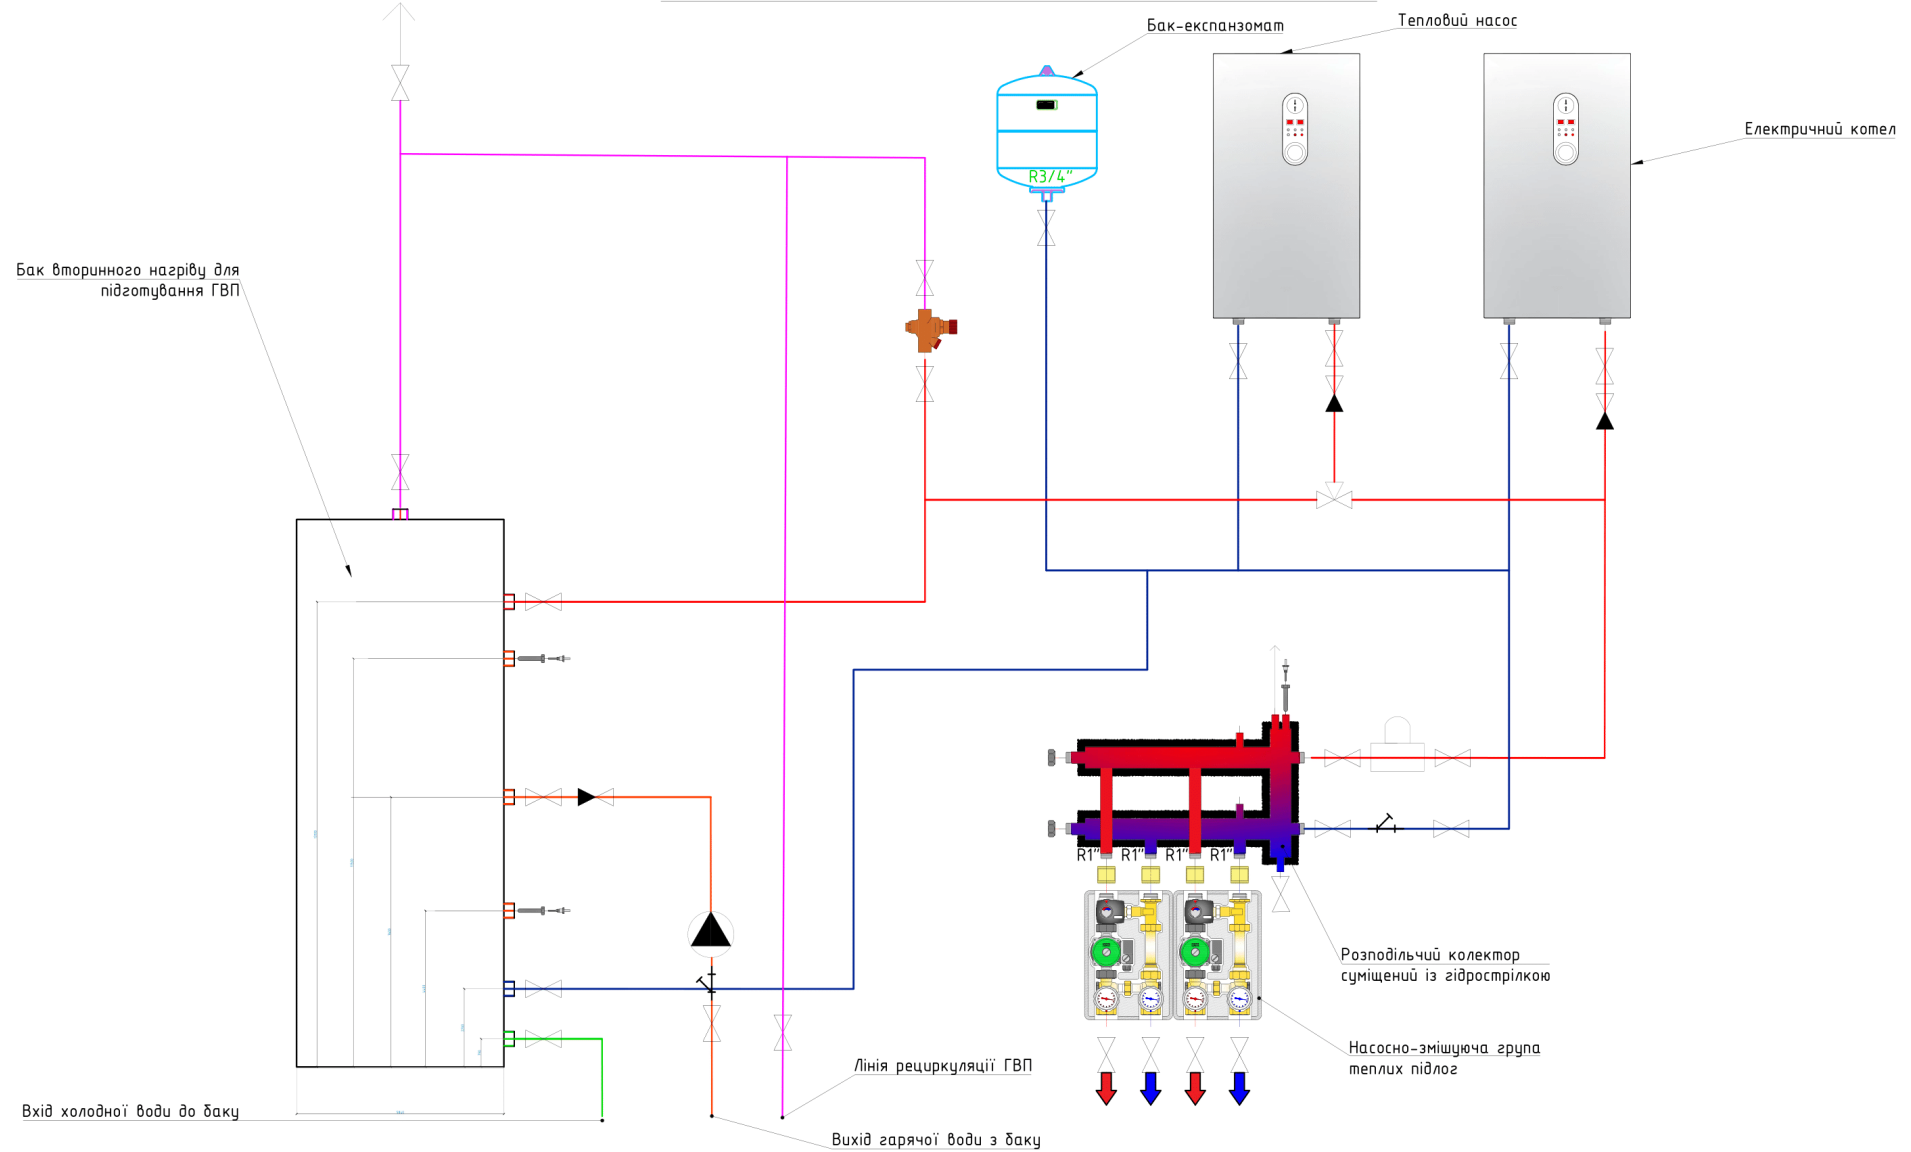 Бак-експанзомат
Тепловий насос
Електричний котел
R3/4"
Бак вторинного нагріву для
підготування ГВП
R1"
R1"
R1"
R1"
Розподільчий колектор
суміщений із гідрострілкою
Насосно-змішуюча група
теплих підлог
Лінія рециркуляції ГВП
Вхід холодної води до баку
Вихід гарячої води з баку